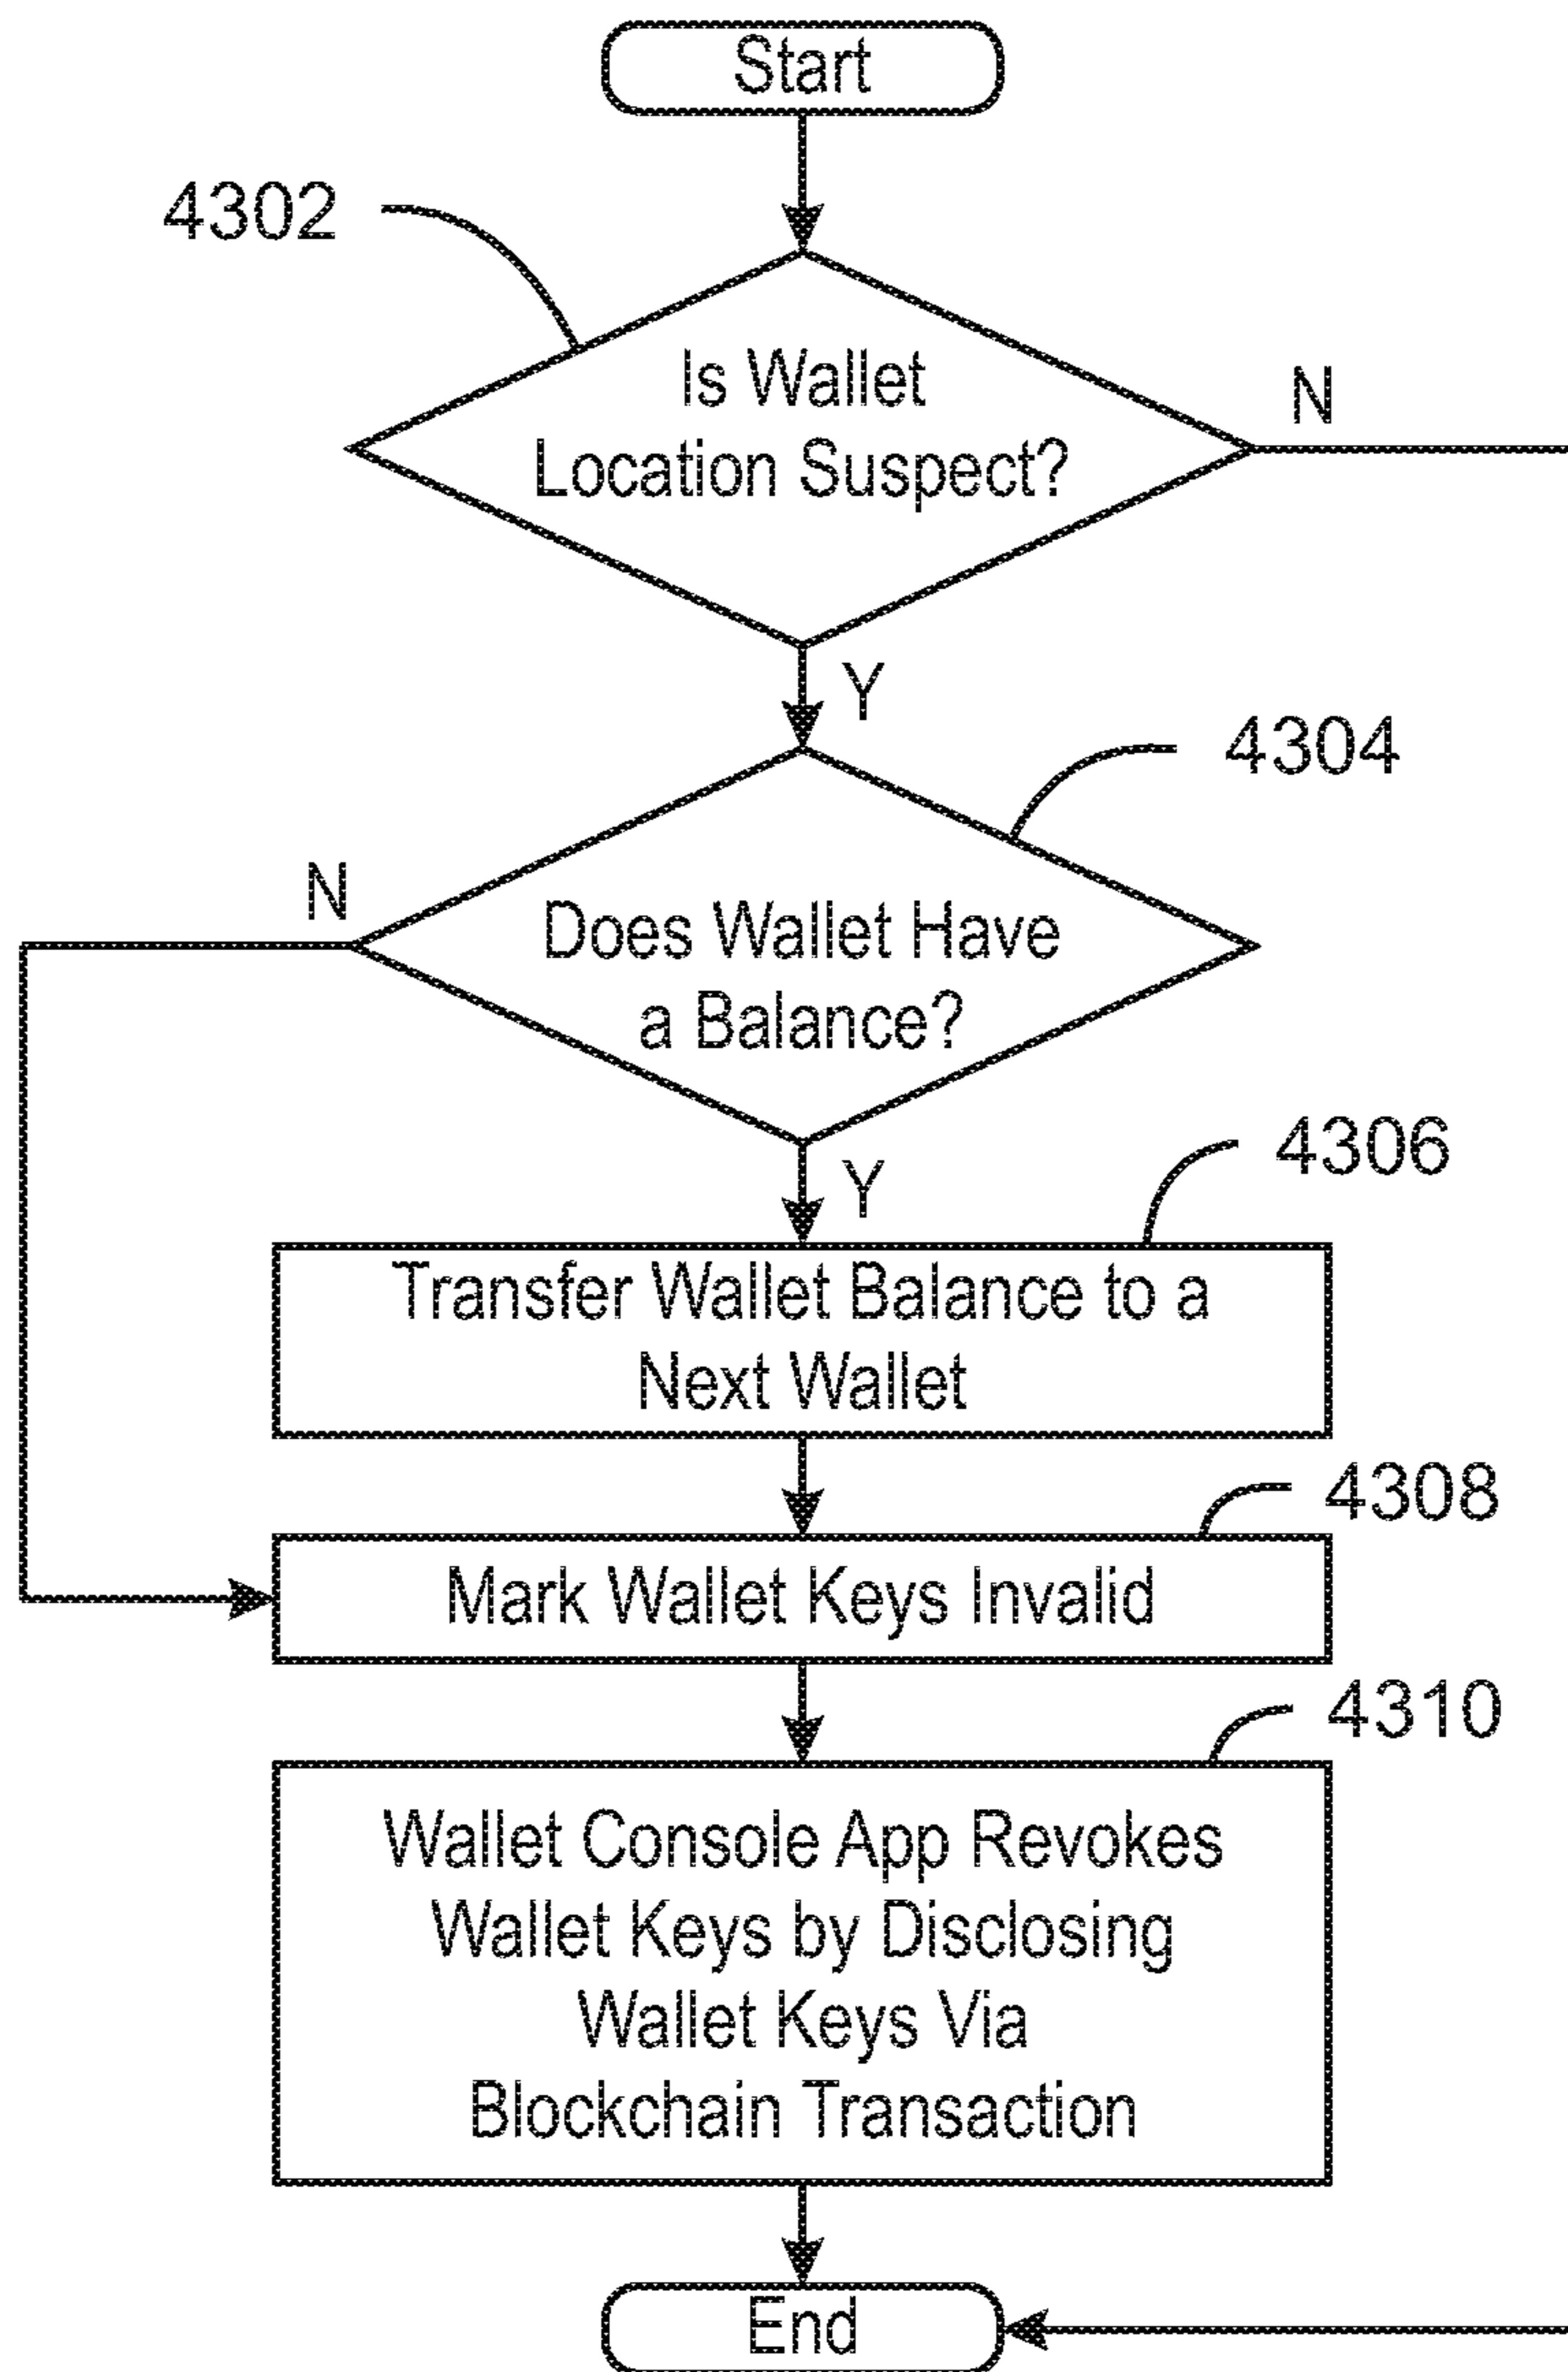 Start
4302
Is Wallet
Location Suspect?
N
Y
4304
N
Does Wallet Have
a Balance?
4306
Y
Transfer Wallet Balance to a
Next Wallet
4308
Mark Wallet Keys Invalid
4310
Wallet Console App Revokes
Wallet Keys by Disclosing
Wallet Keys Via
Blockchain Transaction
End